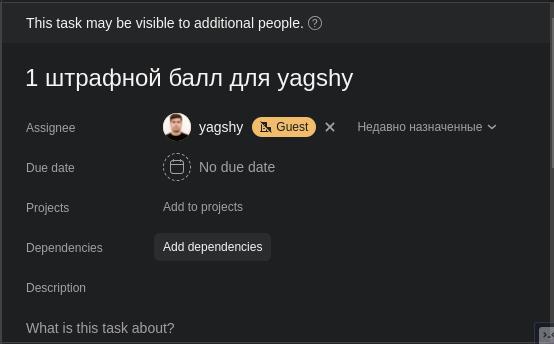 This task may be visible to additional people.
1 штрафной балл для yagshy
Assignee yagshy Guest Недавно назначенные
Due date No due date
Projects Add to projects
Dependencies Add dependencies
Description
What is this task about?